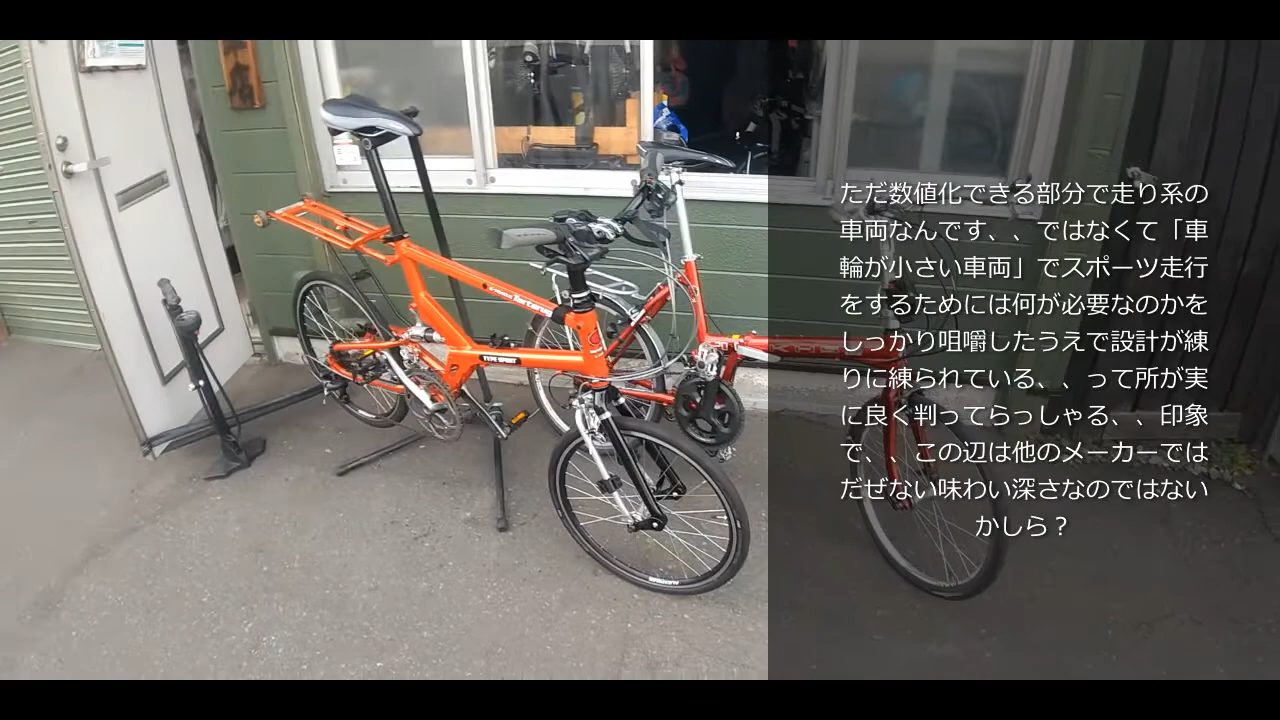 ただ数値化できる部分で走り系の
車両なんです、、ではなくて「車
輪が小さい車両」でスポーツ走行
をするためには何が必要なのかを
しっかり咀嚼したうえで設計が練
りに練られている、、って所が実
に良く判ってらっしゃる、、印象
で、、この辺は他のメーカーでは
だぜない味わい深さなのではない
かしら？
Tartaruga
TYPE SPORT